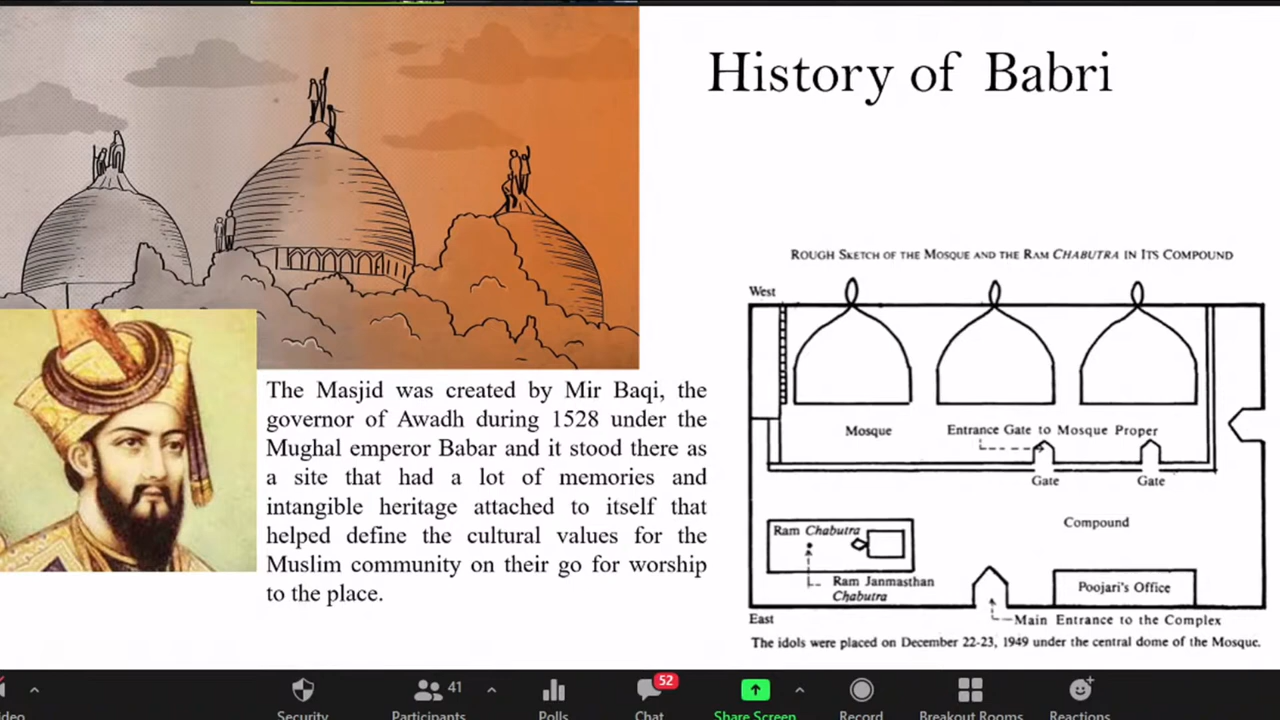 History of Babri
The Masjid was created by Mir Baqi, the
governor of Awadh during 1528 under the
Mughal emperor Babar and it stood there as
a site that had a lot of memories and
intangible heritage attached to itself that
helped define the cultural values for the
Muslim community on their go for worship
to the place.
ROUGH SKETCH OF THE MOSQUE AND THE RAM CHABUTRA IN ITS COMPOUND
West
Mosque
Entrance Gate to Mosque Proper
Gate
Gate
Compound
Ram Chabutra
Ram Janmasthan
Chabutra
Poojari's Office
East
Main Entrance to the Complex
The idols were placed on December 22-23, 1949 under the central dome of the Mosque.
41
52
deo
Security
Participants
Polls
Chat
Share Screen
Record
Breakout Rooms
Reactions